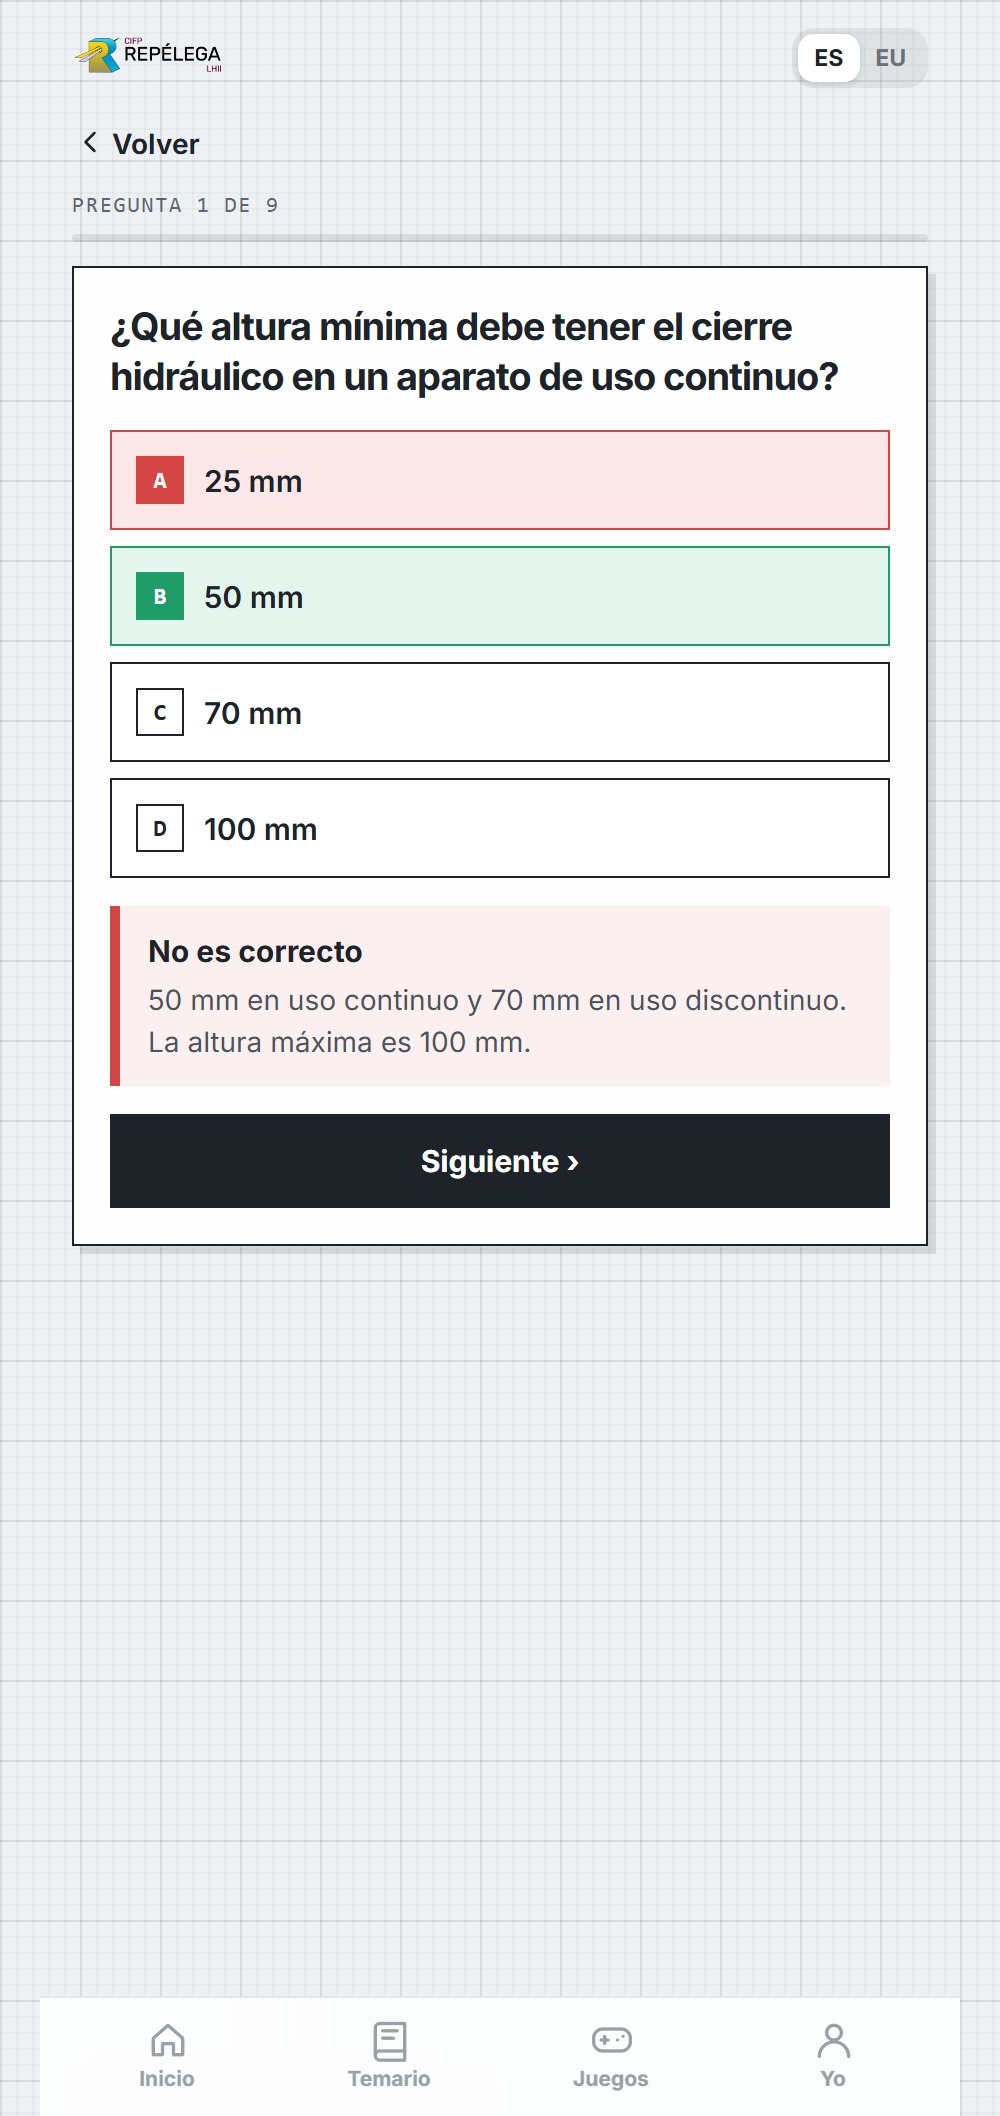 CIFP
REPÉLEGA
LHII
ES EU
Volver
PREGUNTA 1 DE 9
¿Qué altura mínima debe tener el cierre
hidráulico en un aparato de uso continuo?
A 25 mm
B 50 mm
C 70 mm
D 100 mm
No es correcto
50 mm en uso continuo y 70 mm en uso discontinuo.
La altura máxima es 100 mm.
Siguiente ›
Inicio Temario Juegos Yo